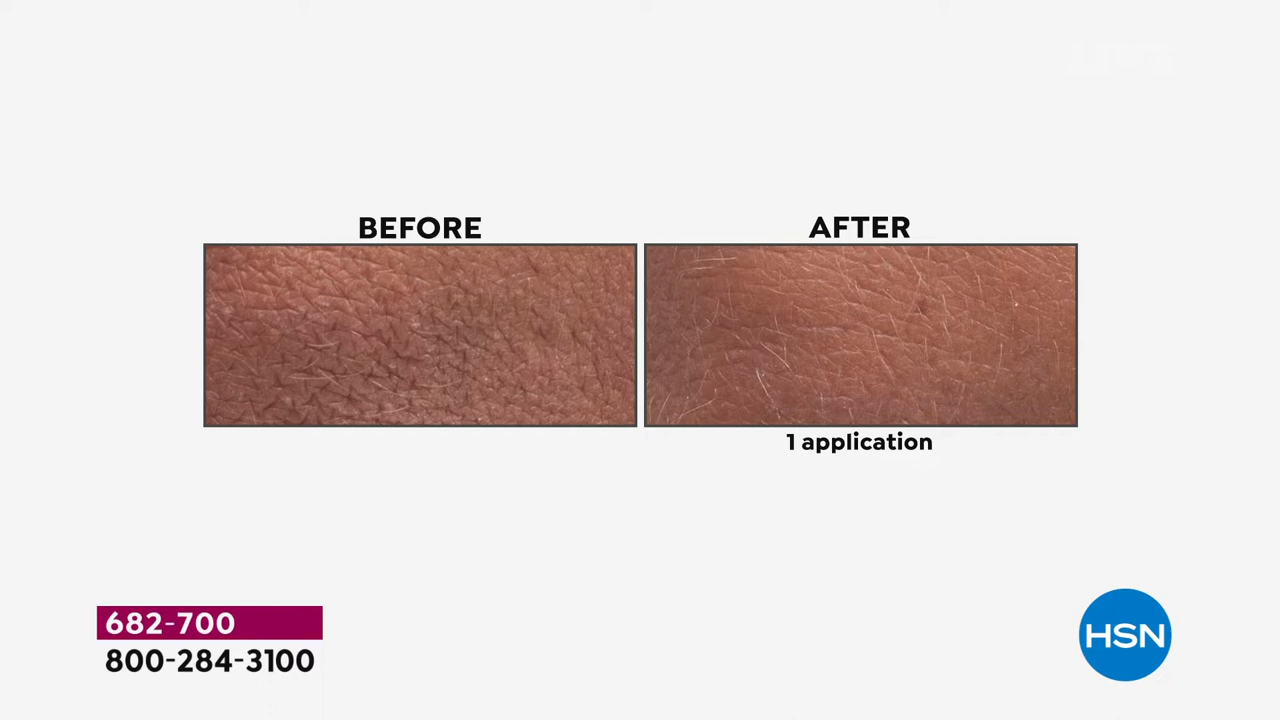 BEFORE
AFTER
1 application
682-700
800-284-3100
HSN